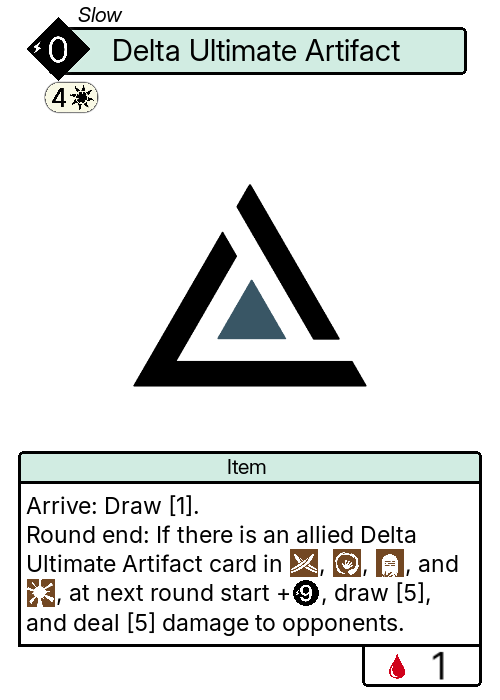 Slow
0 Delta Ultimate Artifact
4
Item
Arrive: Draw [1].
Round end: If there is an allied Delta
Ultimate Artifact card in , , , and
, at next round start +9, draw [5],
and deal [5] damage to opponents.
1